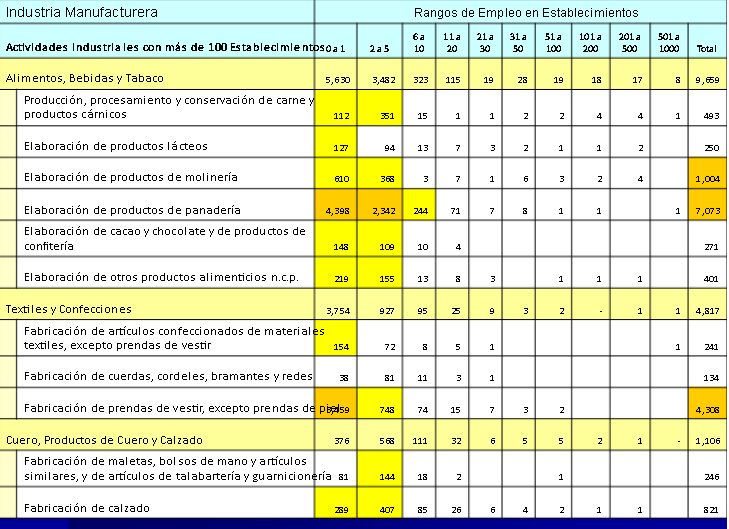 Industria Manufacturera Rangos de Empleo en Establecimientos
Actividades Industriales con más de 100 Establecimientos 0 a 1 2 a 5 6 a 10 11 a 20 21 a 30 31 a 50 51 a 100 101 a 200 201 a 500 501 a 1000 Total
Alimentos, Bebidas y Tabaco 5,630 3,482 323 115 19 28 19 18 17 8 9,659
Producción, procesamiento y conservación de carne y
productos cárnicos 112 351 15 1 1 2 2 4 4 1 493
Elaboración de productos lácteos 127 94 13 7 3 2 1 1 2 250
Elaboración de productos de molinería 610 368 3 7 1 6 3 2 4 1,004
Elaboración de productos de panadería 4,398 2,342 244 71 7 8 1 1 1 7,073
Elaboración de cacao y chocolate y de productos de
confitería 148 109 10 4 271
Elaboración de otros productos alimenticios n.c.p. 219 155 13 8 3 1 1 1 401
Textiles y Confecciones 3,754 927 95 25 9 3 2 - 1 1 4,817
Fabricación de artículos confeccionados de materiales
textiles, excepto prendas de vestir 154 72 8 5 1 1 241
Fabricación de cuerdas, cordeles, bramantes y redes 38 81 11 3 1 134
Fabricación de prendas de vestir, excepto prendas de piel 748 74 15 7 3 2 4,308
Cuero, Productos de Cuero y Calzado 376 568 111 32 6 5 5 2 1 - 1,106
Fabricación de maletas, bolsos de mano y artículos
similares, y de artículos de talabartería y guarnicionería 81 144 18 2 1 246
Fabricación de calzado 289 407 85 26 6 4 2 1 1 821